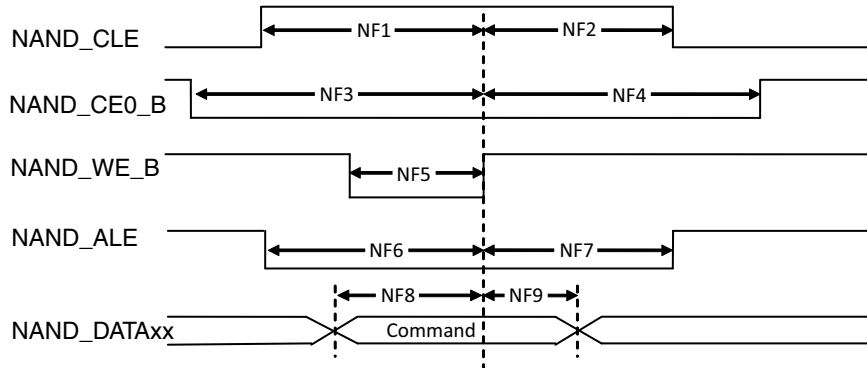 NAND_CLE
NF1
NF2
NAND_CE0_B
NF3
NF4
NAND_WE_B
NF5
NAND_ALE
NF6
NF7
NF8
NF9
NAND_DATAxx
Command